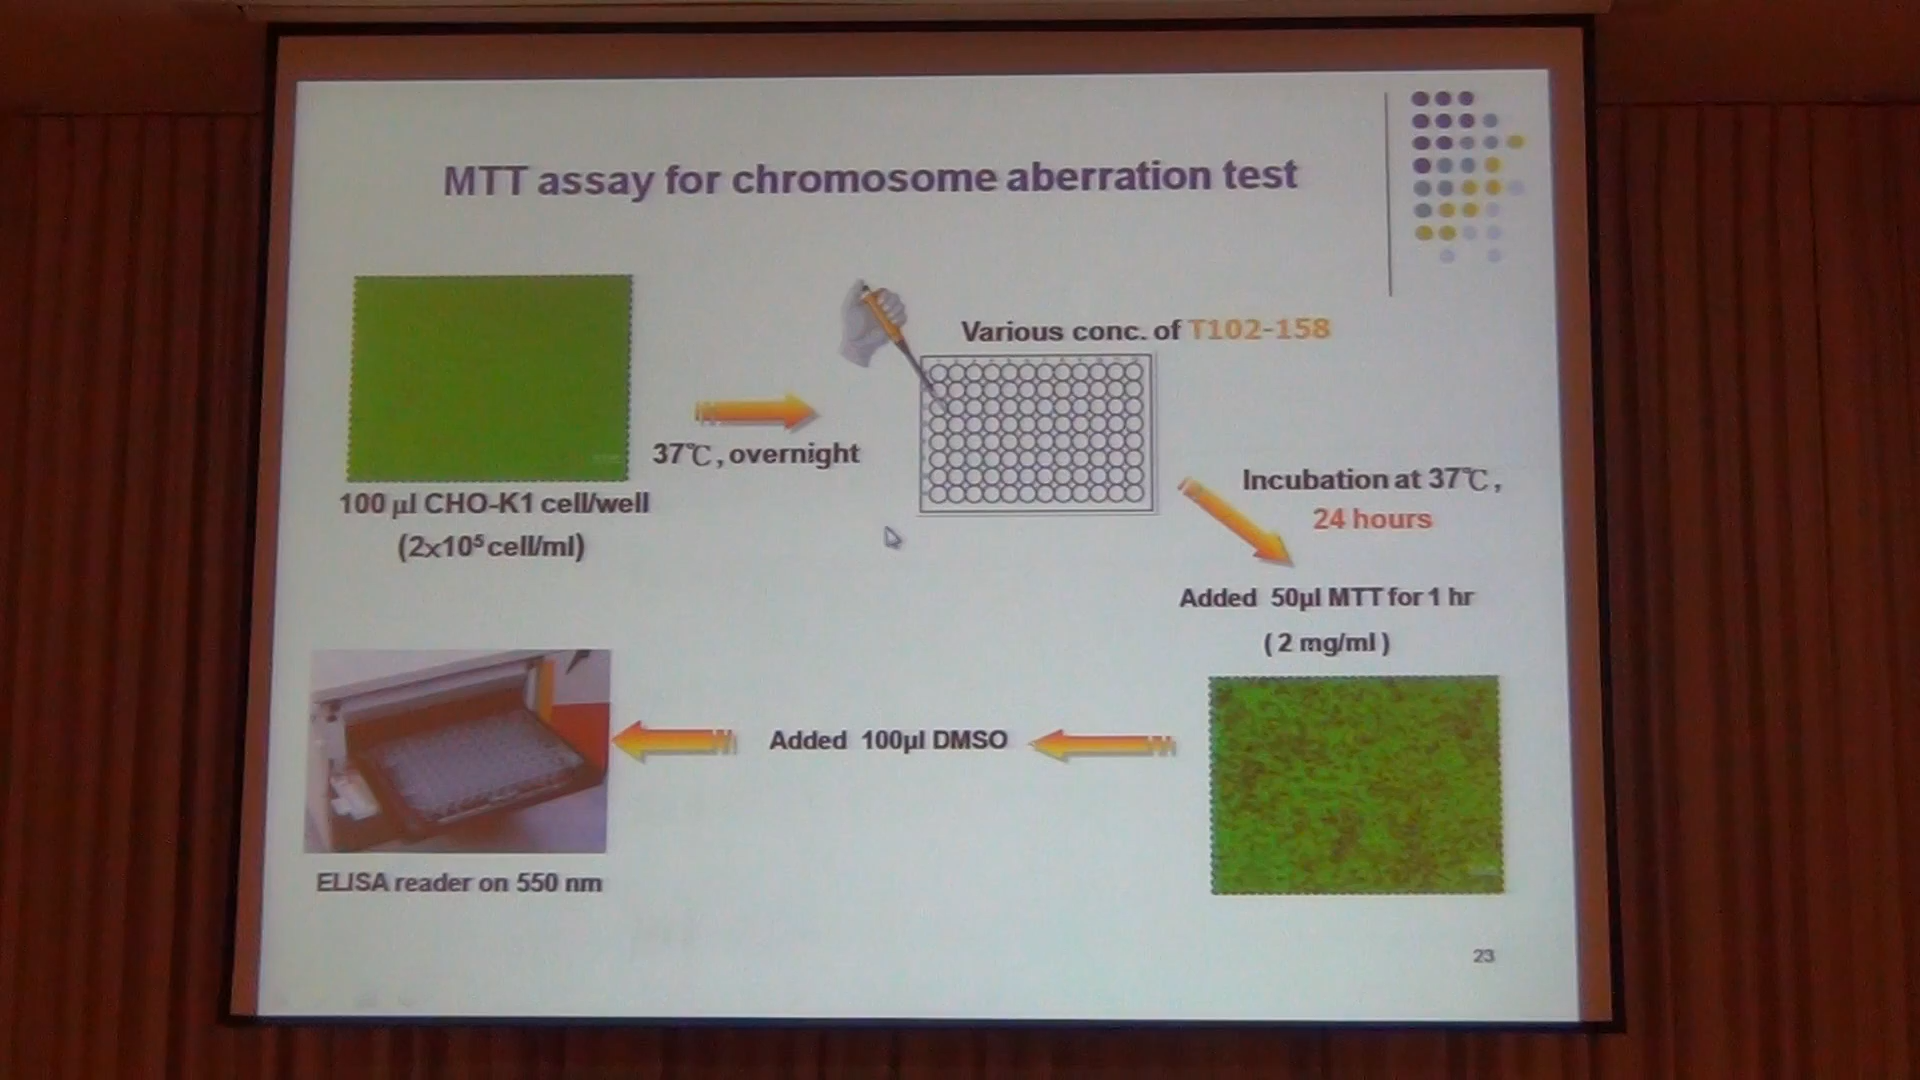 MTT assay for chromosome aberration test
Various conc. of T102-158
37℃, overnight
100 µl CHO-K1 cell/well
(2x10⁵ cell/ml)
Incubation at 37℃,
24 hours
Added 50µl MTT for 1 hr
( 2 mg/ml )
Added 100µl DMSO
ELISA reader on 550 nm
23